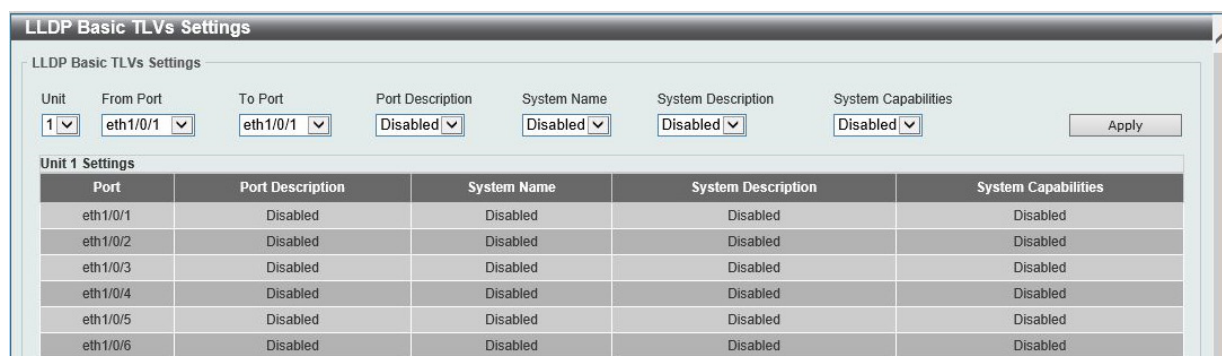 LLDP Basic TLVs Settings
LLDP Basic TLVs Settings
Unit From Port To Port Port Description System Name System Description System Capabilities
1 eth1/0/1 eth1/0/1 Disabled Disabled Disabled Disabled Apply
Unit 1 Settings
Port Port Description System Name System Description System Capabilities
eth1/0/1 Disabled Disabled Disabled Disabled
eth1/0/2 Disabled Disabled Disabled Disabled
eth1/0/3 Disabled Disabled Disabled Disabled
eth1/0/4 Disabled Disabled Disabled Disabled
eth1/0/5 Disabled Disabled Disabled Disabled
eth1/0/6 Disabled Disabled Disabled Disabled